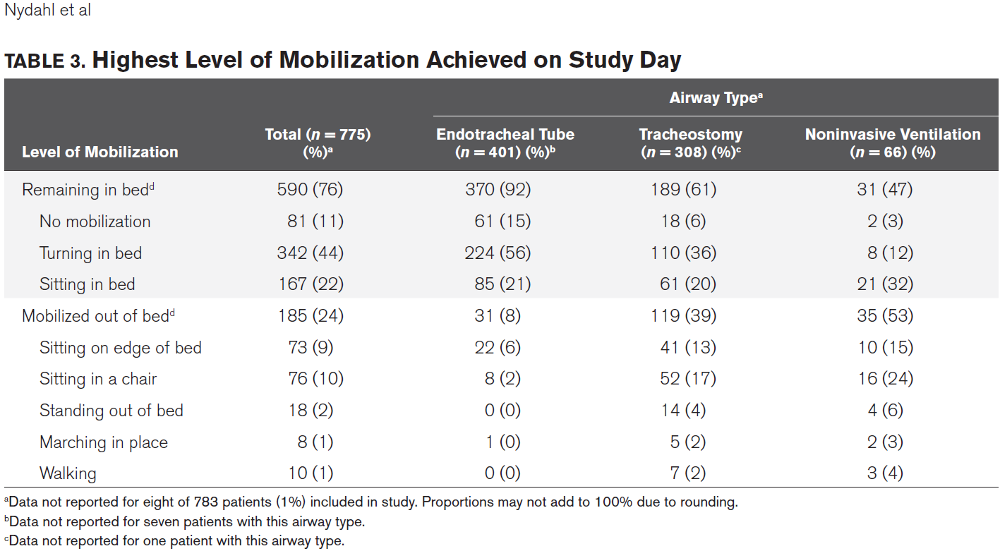 Nydahl et al
TABLE 3. Highest Level of Mobilization Achieved on Study Day
Airway Typeᵃ
Level of Mobilization Total (n = 775) (%)ᵃ Endotracheal Tube (n = 401) (%)ᵇ Tracheostomy (n = 308) (%)ᶜ Noninvasive Ventilation (n = 66) (%)
Remaining in bedᵈ 590 (76) 370 (92) 189 (61) 31 (47)
No mobilization 81 (11) 61 (15) 18 (6) 2 (3)
Turning in bed 342 (44) 224 (56) 110 (36) 8 (12)
Sitting in bed 167 (22) 85 (21) 61 (20) 21 (32)
Mobilized out of bedᵈ 185 (24) 31 (8) 119 (39) 35 (53)
Sitting on edge of bed 73 (9) 22 (6) 41 (13) 10 (15)
Sitting in a chair 76 (10) 8 (2) 52 (17) 16 (24)
Standing out of bed 18 (2) 0 (0) 14 (4) 4 (6)
Marching in place 8 (1) 1 (0) 5 (2) 2 (3)
Walking 10 (1) 0 (0) 7 (2) 3 (4)
ᵃData not reported for eight of 783 patients (1%) included in study. Proportions may not add to 100% due to rounding.
ᵇData not reported for seven patients with this airway type.
ᶜData not reported for one patient with this airway type.